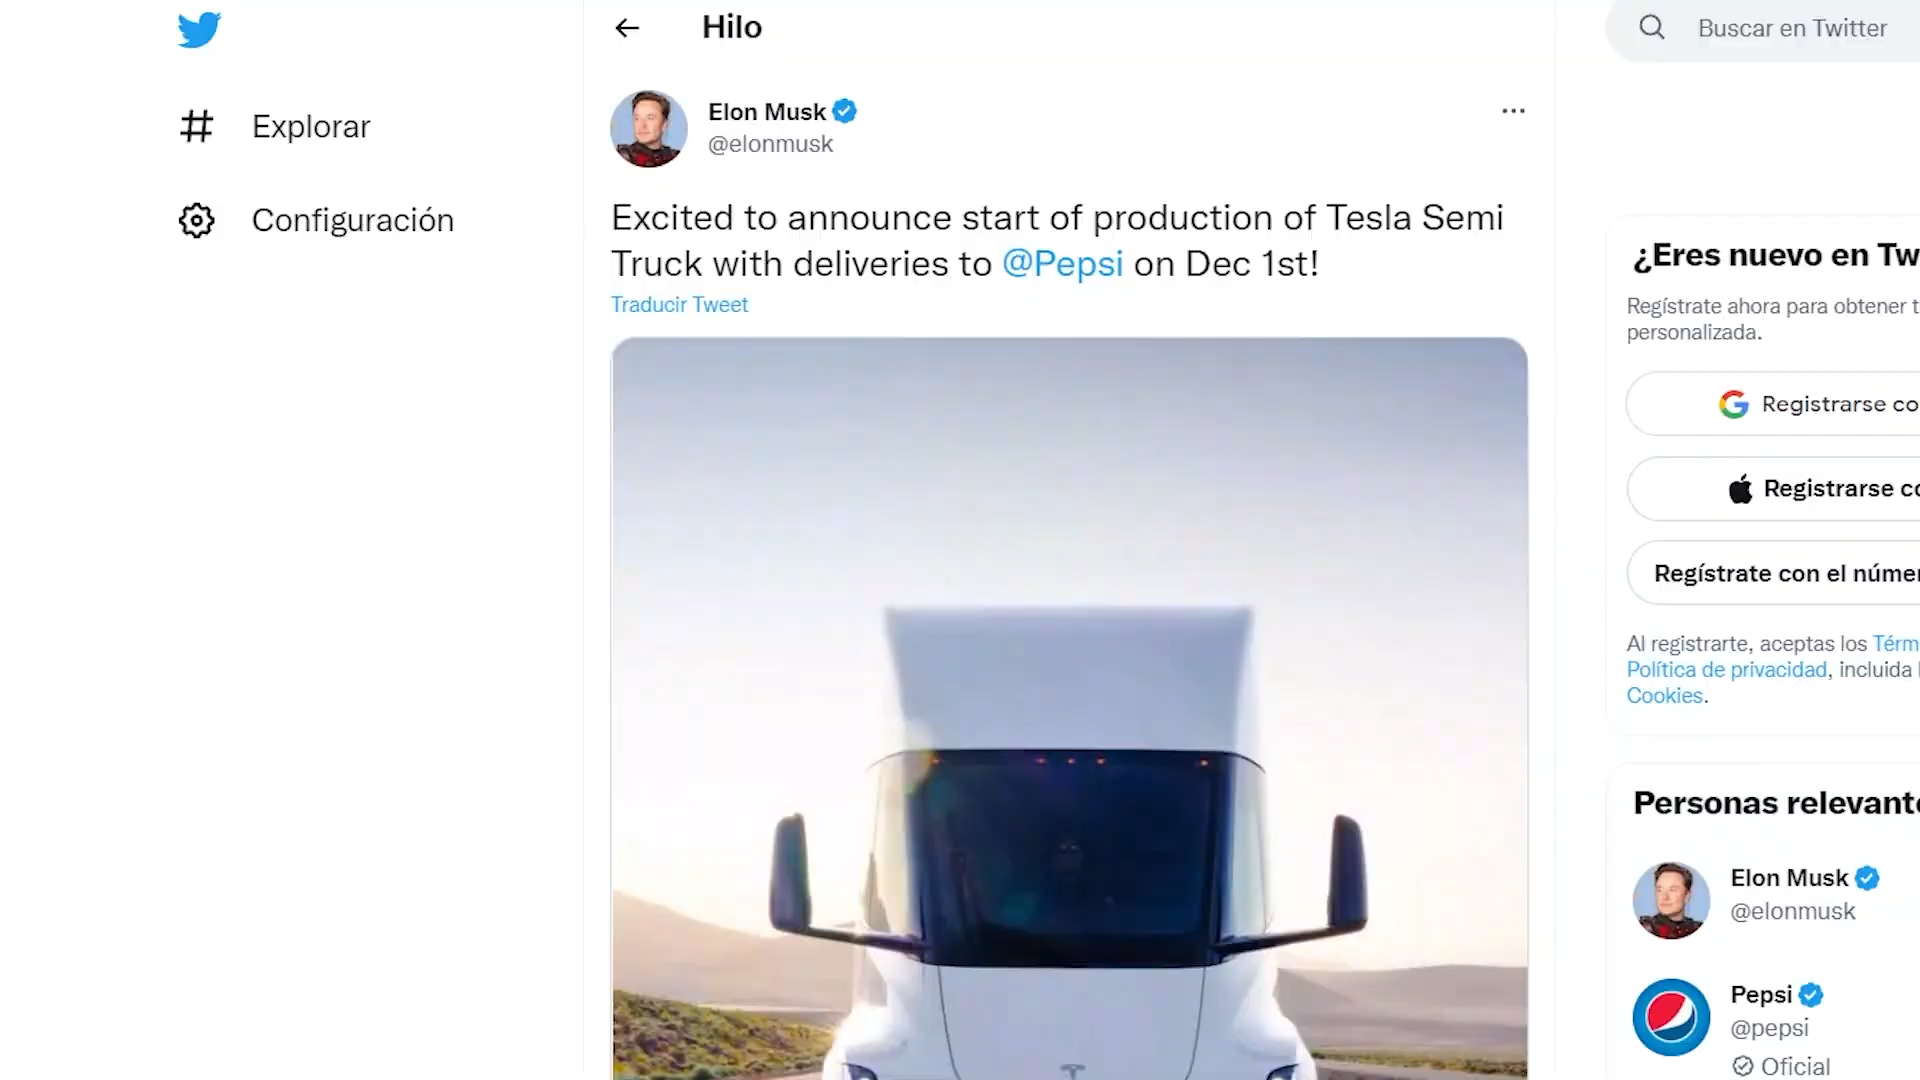 Hilo
Buscar en Twitter
Explorar
Configuración
Elon Musk
@elonmusk
Excited to announce start of production of Tesla Semi
Truck with deliveries to @Pepsi on Dec 1st!
Traducir Tweet
¿Eres nuevo en Tw
Regístrate ahora para obtener t
personalizada.
Registrarse co
Registrarse co
Regístrate con el númer
Al registrarte, aceptas los Térm
Política de privacidad, incluida l
Cookies.
Personas relevante
Elon Musk
@elonmusk
Pepsi
@pepsi
Oficial